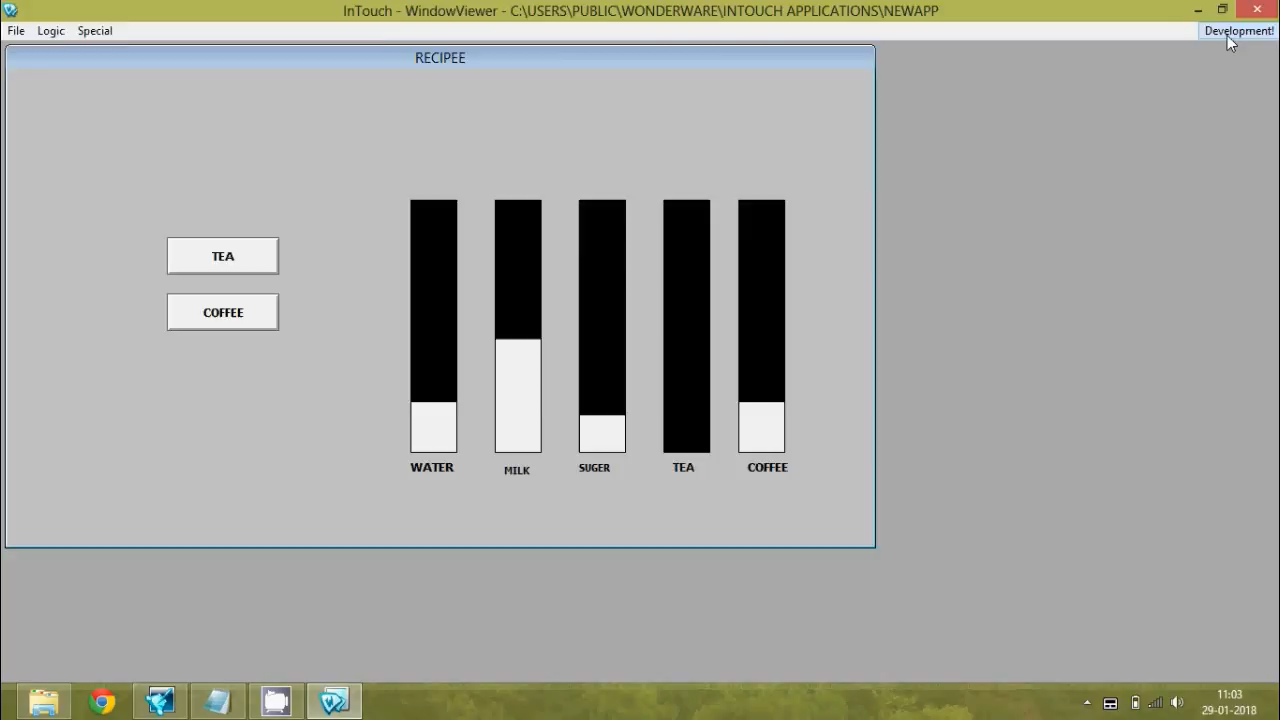 InTouch - WindowViewer - C:\USERS\PUBLIC\WONDERWARE\INTOUCH APPLICATIONS\NEWAPP
File Logic Special Development!
RECIPEE
TEA
COFFEE
WATER MILK SUGER TEA COFFEE
11:03
29-01-2018